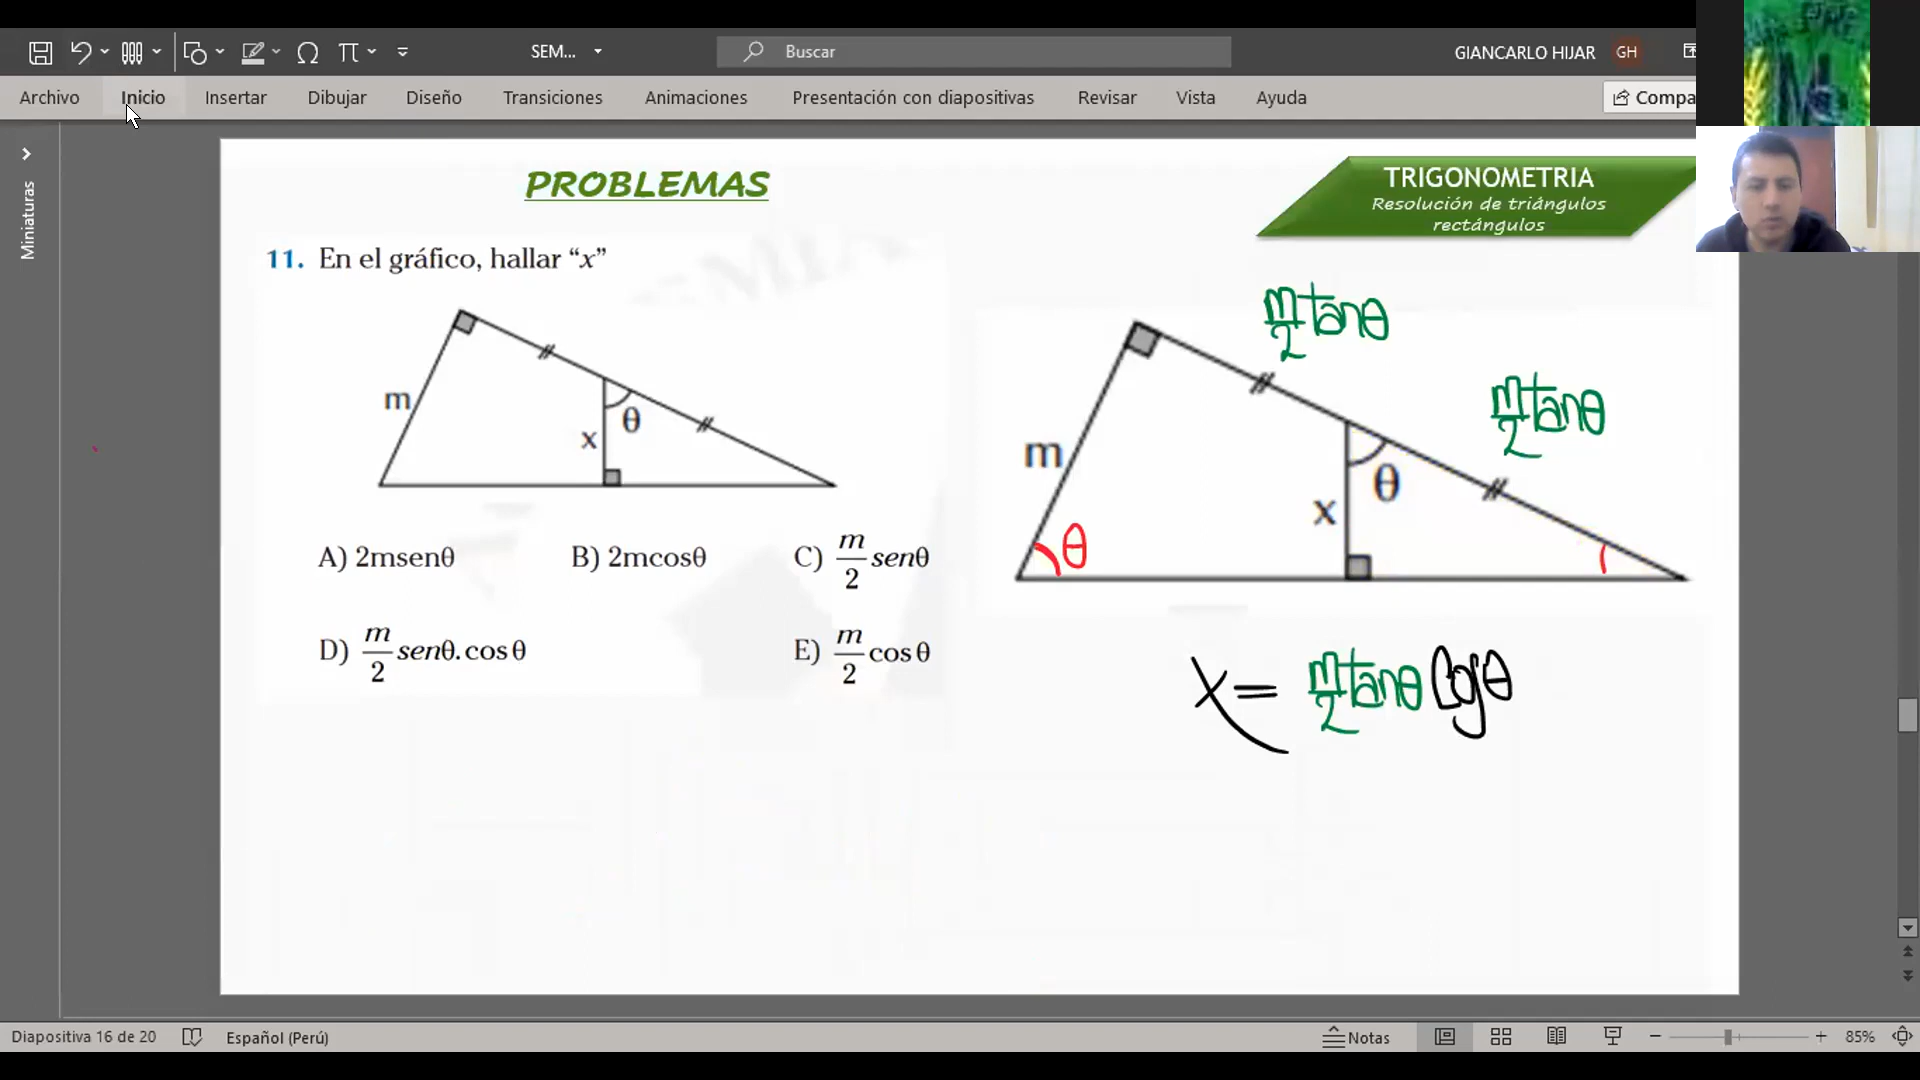 SEM...
Buscar
GIANCARLO HIJAR
GH
Archivo
Inicio
Insertar
Dibujar
Diseño
Transiciones
Animaciones
Presentación con diapositivas
Revisar
Vista
Ayuda
Compa
Miniaturas
PROBLEMAS
TRIGONOMETRIA
Resolución de triángulos
rectángulos
11. En el gráfico, hallar “x”
m
x
θ
A) 2msenθ
B) 2mcosθ
C) m/2 senθ
D) m/2 senθ.cosθ
E) m/2 cosθ
m/2 tanθ
m/2 tanθ
m
x
θ
θ
x = m/2 tanθ Cosθ
Diapositiva 16 de 20
Español (Perú)
Notas
85%